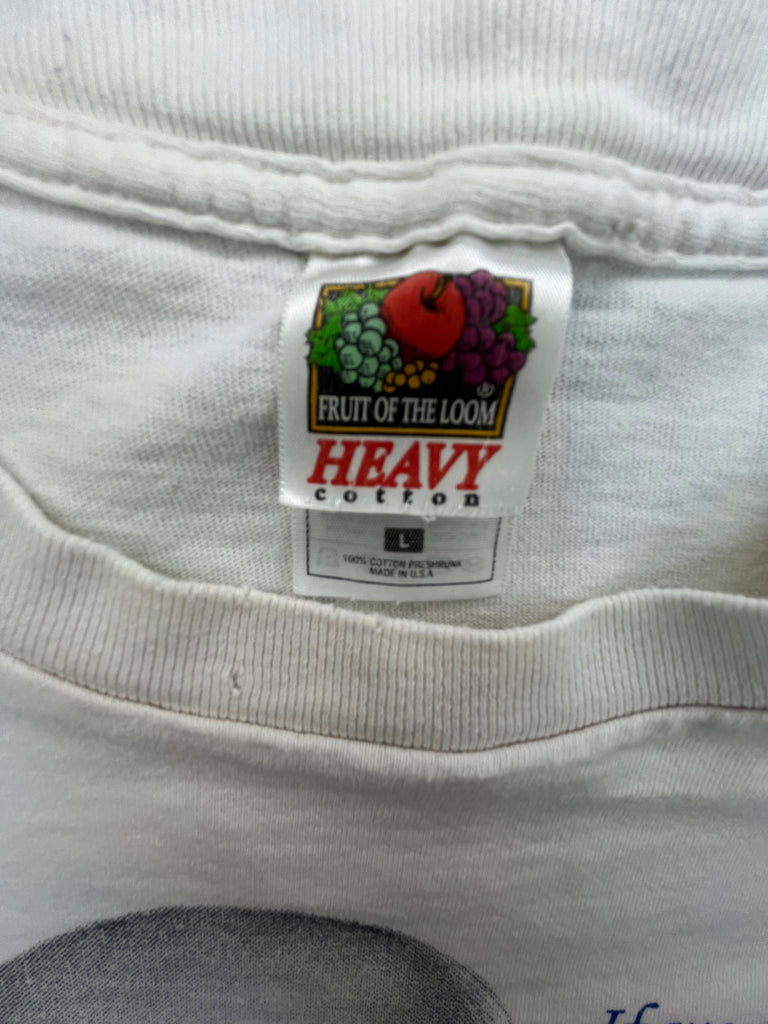 ®
FRUIT OF THE LOOM
HEAVY
cotton
L
100% COTTON PRESHRUNK
MADE IN U.S.A